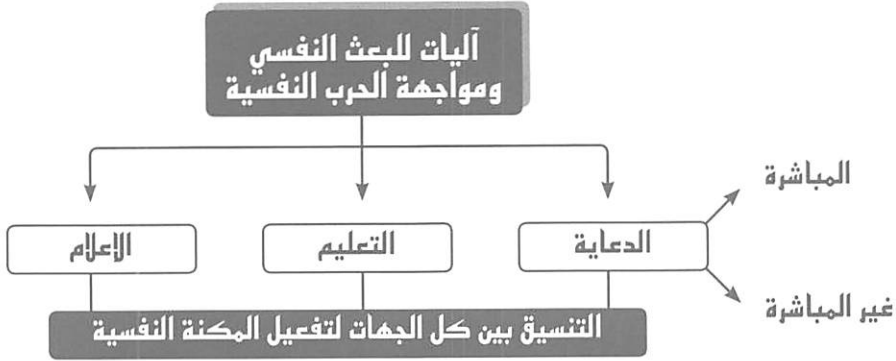 آليات للبعث النفسي
ومواجهة الحرب النفسية
المباشرة
الدعاية
التعليم
الإعلام
غير المباشرة
التنسيق بين كل الجهات لتفعيل المكنة النفسية